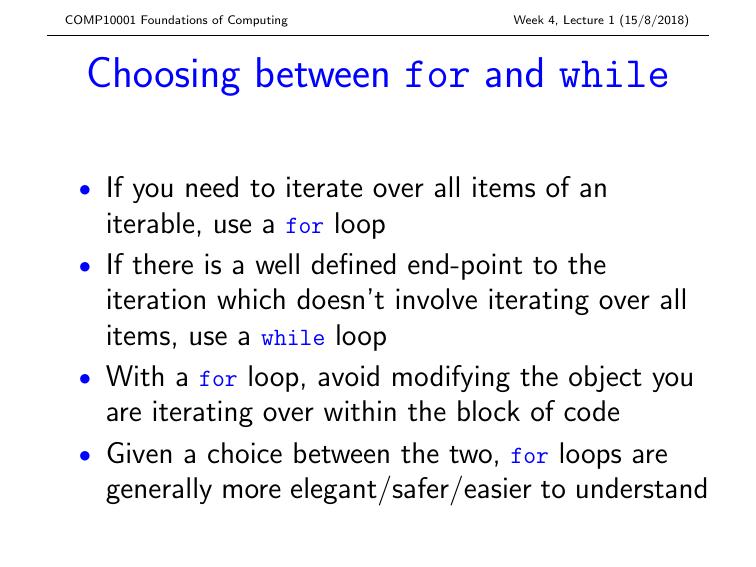 COMP10001 Foundations of Computing Week 4, Lecture 1 (15/8/2018)
Choosing between for and while
• If you need to iterate over all items of an
iterable, use a for loop
• If there is a well defined end-point to the
iteration which doesn't involve iterating over all
items, use a while loop
• With a for loop, avoid modifying the object you
are iterating over within the block of code
• Given a choice between the two, for loops are
generally more elegant/safer/easier to understand